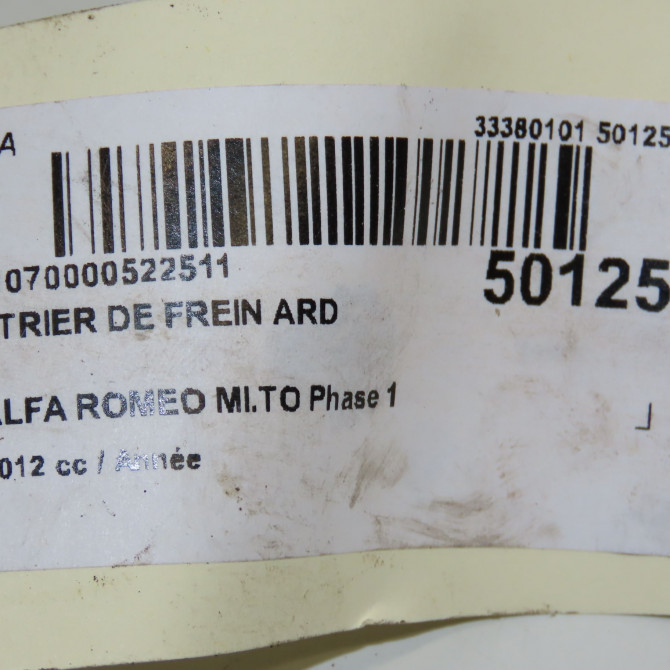 A
33380101 50125
070000522511
50125
TRIER DE FREIN ARD
ALFA ROMEO MI.TO Phase 1
012 cc / Année